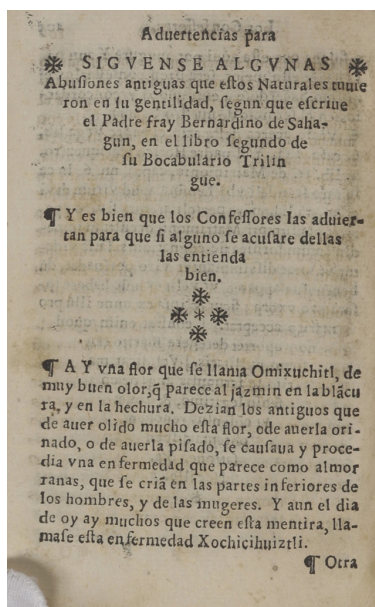 Aduertencias para
SIGVENSE ALGVNAS
Abuſiones antiguas que eſtos Naturales tuuie
ron en ſu gentilidad, ſegun que eſcriue
el Padre fray Bernardino de Saha-
gun, en el libro ſegundo de
ſu Bocabulario Trilin
gue.
¶ Y es bien que los Confeſſores las aduier-
tan para que ſi alguno ſe acuſare dellas
las entienda
bien.
¶ A Y vna flor que ſe llama Omixuchitl, de
muy buen olor,q̃ parece al jazmin en la blãcu
ra, y en la hechura. Dezian los antiguos que
de auer olido mucho eſta flor, ode auerla ori-
nado, o de auerla piſado, ſe cauſaua y proce-
dia vna enfermedad que parece como almor
ranas, que ſe criã en las partes inferiores de
los hombres, y de las mugeres. Y aun el dia
de oy ay muchos que creen eſta mentira, lla-
maſe eſta enfermedad Xochicihuiztli.
¶ Otra